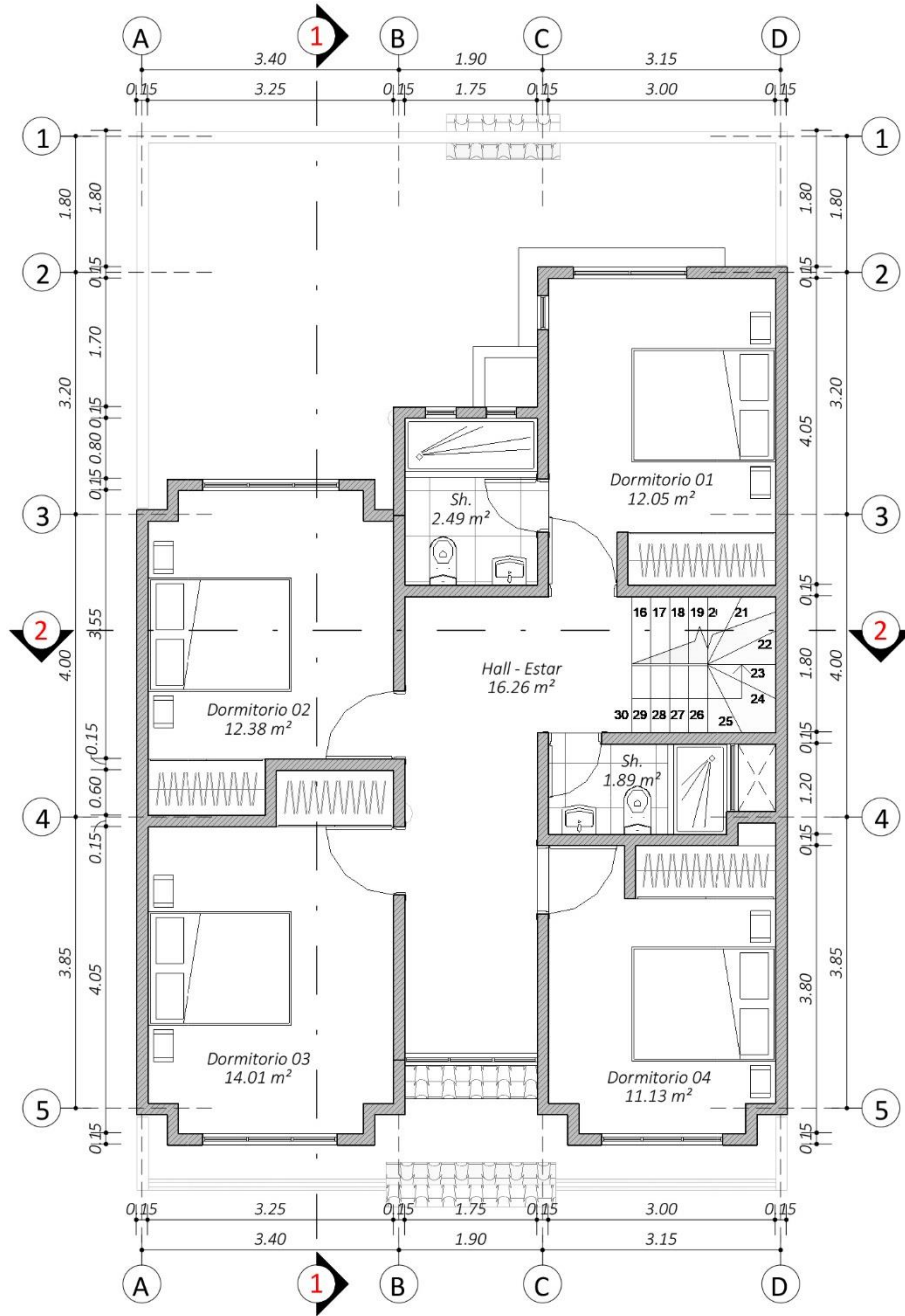 A 1 B C D
3.40 1.90 3.15
0.15 3.25 0.15 1.75 0.15 3.00 0.15
1 1
1.80 1.80 1.80 1.80
2 2
0.15 0.15
1.70
3.20 3.20
0.15
4.05
0.80
Dormitorio 01
12.05 m²
0.15
Sh.
2.49 m²
3 3
0.15
16 17 18 19 20 21
3.55
2 2
22
1.80
4.00 4.00
Hall - Estar
16.26 m²
23
24
Dormitorio 02
12.38 m²
30 29 28 27 26 25
0.15 0.15
Sh.
1.89 m²
0.60 1.20
4 4
0.15 0.15
3.85 3.85
4.05 3.80
Dormitorio 03
14.01 m²
Dormitorio 04
11.13 m²
5 5
0.15 0.15
0.15 3.25 0.15 1.75 0.15 3.00 0.15
3.40 1.90 3.15
A 1 B C D